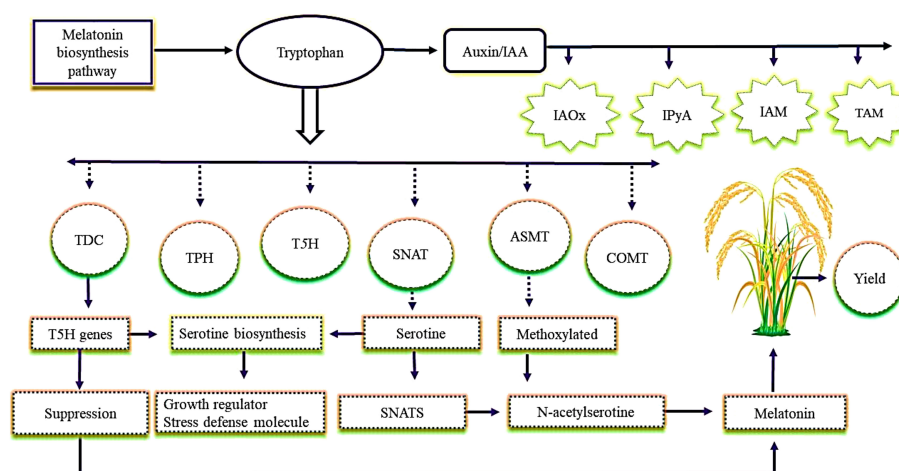 Melatonin
biosynthesis
pathway
Tryptophan
Auxin/IAA
IAOx
IPyA
IAM
TAM
TDC
TPH
T5H
SNAT
ASMT
COMT
Yield
T5H genes
Serotine biosynthesis
Serotine
Methoxylated
Suppression
Growth regulator
Stress defense molecule
SNATS
N-acetylserotine
Melatonin